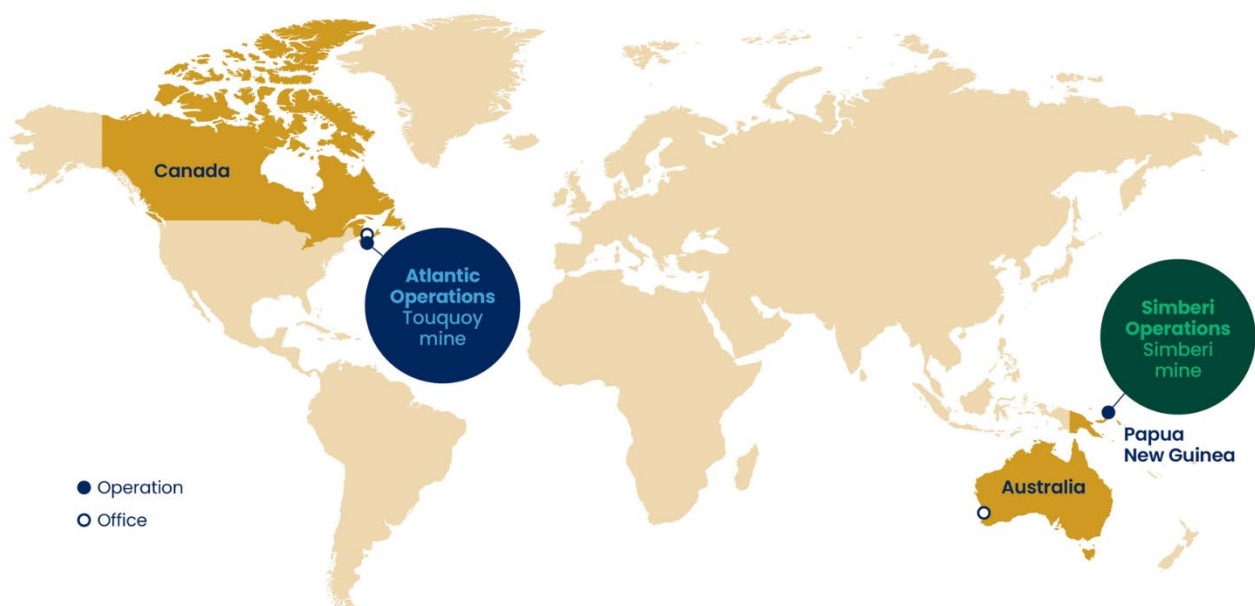 Canada
Atlantic
Operations
Touquoy
mine
Simberi
Operations
Simberi
mine
Papua
New Guinea
Australia
Operation
Office